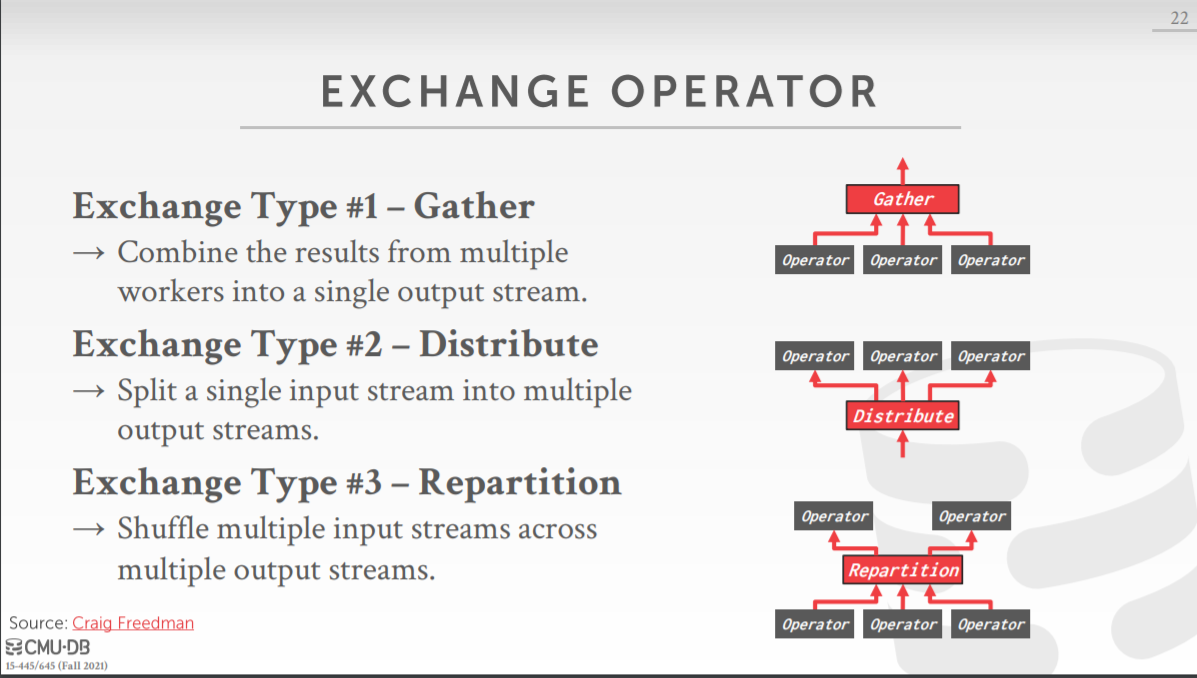 22
EXCHANGE OPERATOR
Exchange Type #1 – Gather
→ Combine the results from multiple
workers into a single output stream.
Exchange Type #2 – Distribute
→ Split a single input stream into multiple
output streams.
Exchange Type #3 – Repartition
→ Shuffle multiple input streams across
multiple output streams.
Gather
Operator Operator Operator
Operator Operator Operator
Distribute
Operator Operator
Repartition
Operator Operator Operator
Source: Craig Freedman
CMU·DB
15-445/645 (Fall 2021)